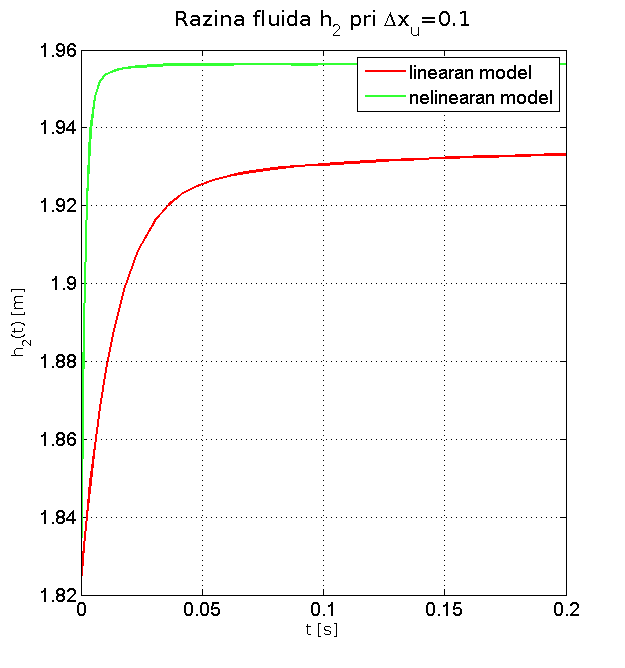 Razina fluida h₂ pri Δxᵤ=0.1
linearan model
nelinearan model
1.96
1.94
1.92
1.9
1.88
1.86
1.84
1.82
h₂(t) [m]
0 0.05 0.1 0.15 0.2
t [s]